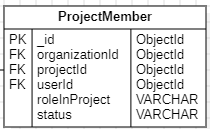 ProjectMember
PK _id ObjectId
FK organizationId ObjectId
FK projectId ObjectId
FK userId ObjectId
roleInProject VARCHAR
status VARCHAR